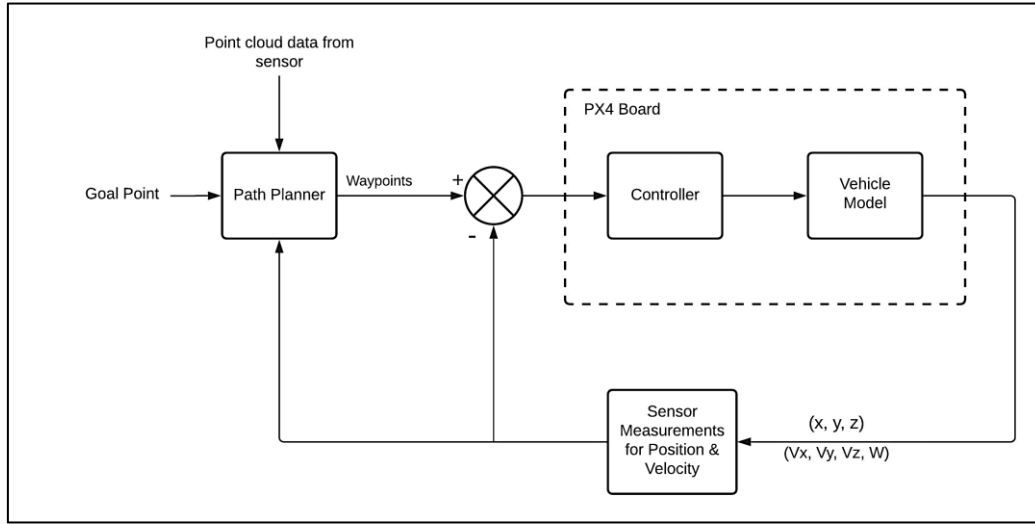 Point cloud data from
sensor
PX4 Board
Goal Point
Path Planner
Waypoints
+
-
Controller
Vehicle
Model
Sensor
Measurements
for Position &
Velocity
(x, y, z)
(Vx, Vy, Vz, W)